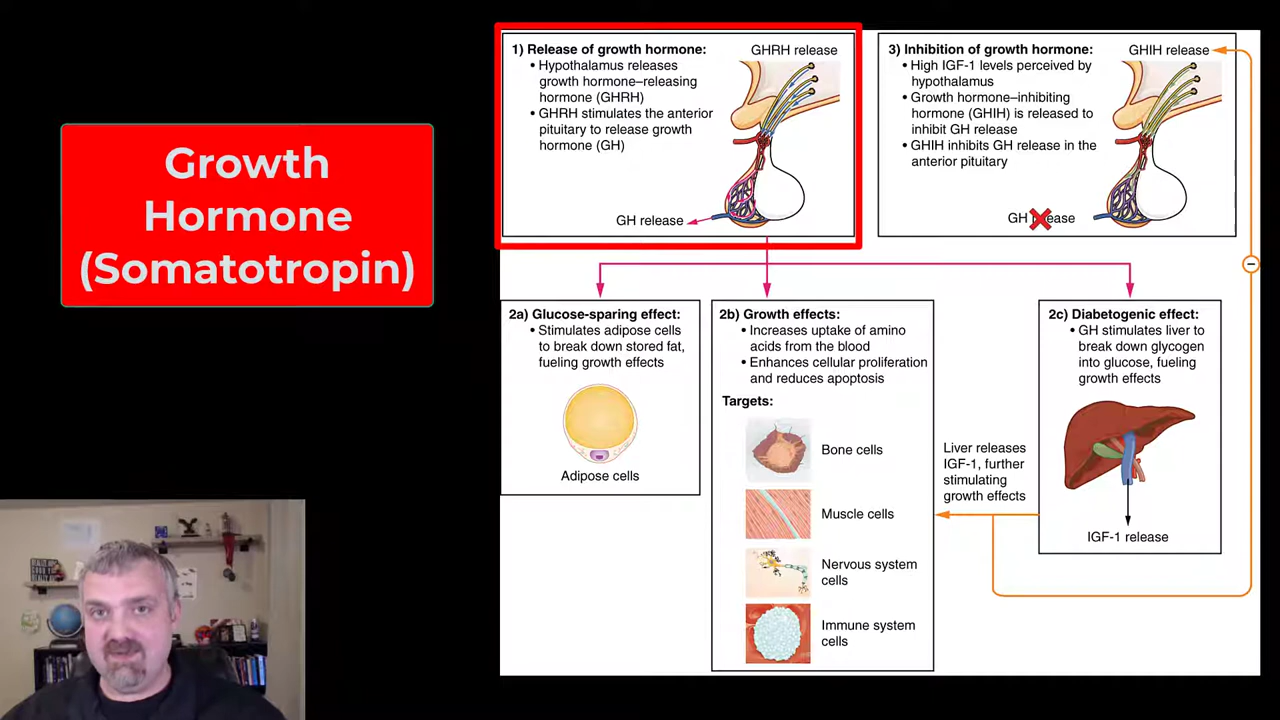 Growth
Hormone
(Somatotropin)
1) Release of growth hormone:
GHRH release
• Hypothalamus releases
growth hormone–releasing
hormone (GHRH)
• GHRH stimulates the anterior
pituitary to release growth
hormone (GH)
GH release
3) Inhibition of growth hormone:
GHIH release
• High IGF-1 levels perceived by
hypothalamus
• Growth hormone–inhibiting
hormone (GHIH) is released to
inhibit GH release
• GHIH inhibits GH release in the
anterior pituitary
GH release
–
2a) Glucose-sparing effect:
• Stimulates adipose cells
to break down stored fat,
fueling growth effects
Adipose cells
2b) Growth effects:
• Increases uptake of amino
acids from the blood
• Enhances cellular proliferation
and reduces apoptosis
Targets:
Bone cells
Muscle cells
Nervous system
cells
Immune system
cells
Liver releases
IGF-1, further
stimulating
growth effects
2c) Diabetogenic effect:
• GH stimulates liver to
break down glycogen
into glucose, fueling
growth effects
IGF-1 release